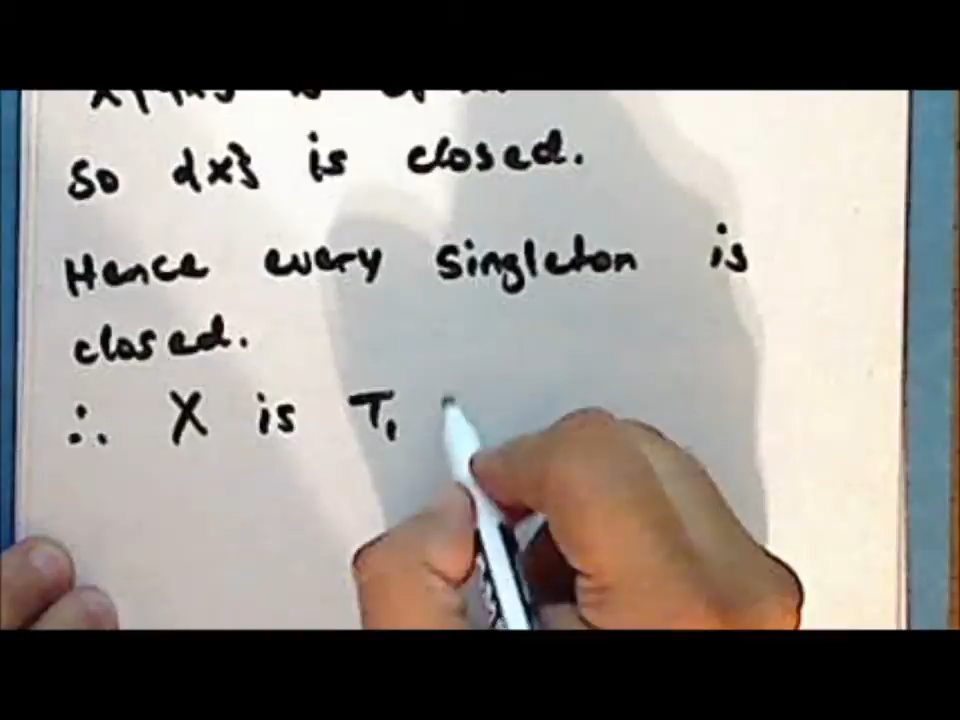 So {x} is closed.
Hence every singleton is
closed.
∴ X is T₁